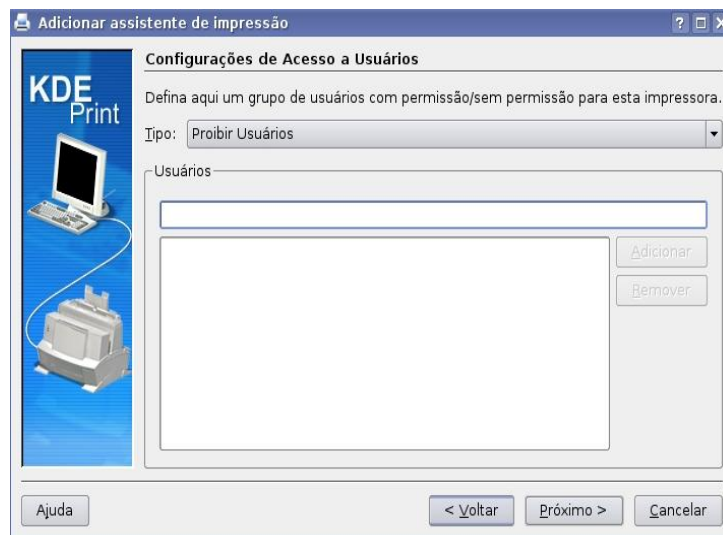 Adicionar assistente de impressão
KDE
Print
Configurações de Acesso a Usuários
Defina aqui um grupo de usuários com permissão/sem permissão para esta impressora.
Tipo: Proibir Usuários
Usuários
Adicionar
Remover
Ajuda
< Voltar
Próximo >
Cancelar